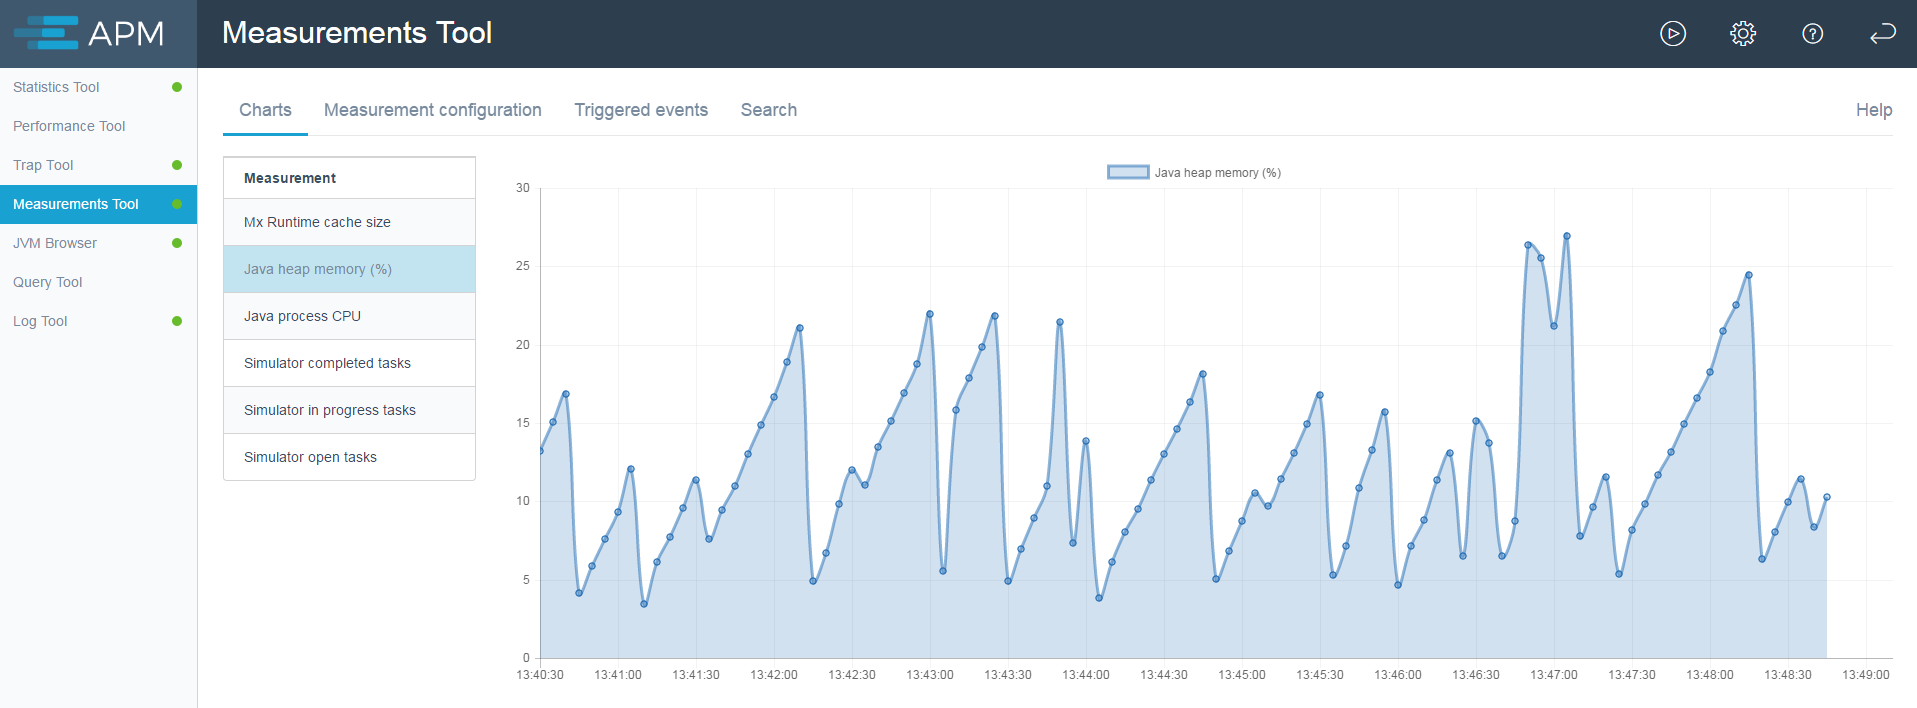 APM
Measurements Tool
Statistics Tool
Performance Tool
Trap Tool
Measurements Tool
JVM Browser
Query Tool
Log Tool
Charts Measurement configuration Triggered events Search Help
Measurement
Mx Runtime cache size
Java heap memory (%)
Java process CPU
Simulator completed tasks
Simulator in progress tasks
Simulator open tasks
Java heap memory (%)
30
25
20
15
10
5
0
13:40:30 13:41:00 13:41:30 13:42:00 13:42:30 13:43:00 13:43:30 13:44:00 13:44:30 13:45:00 13:45:30 13:46:00 13:46:30 13:47:00 13:47:30 13:48:00 13:48:30 13:49:00